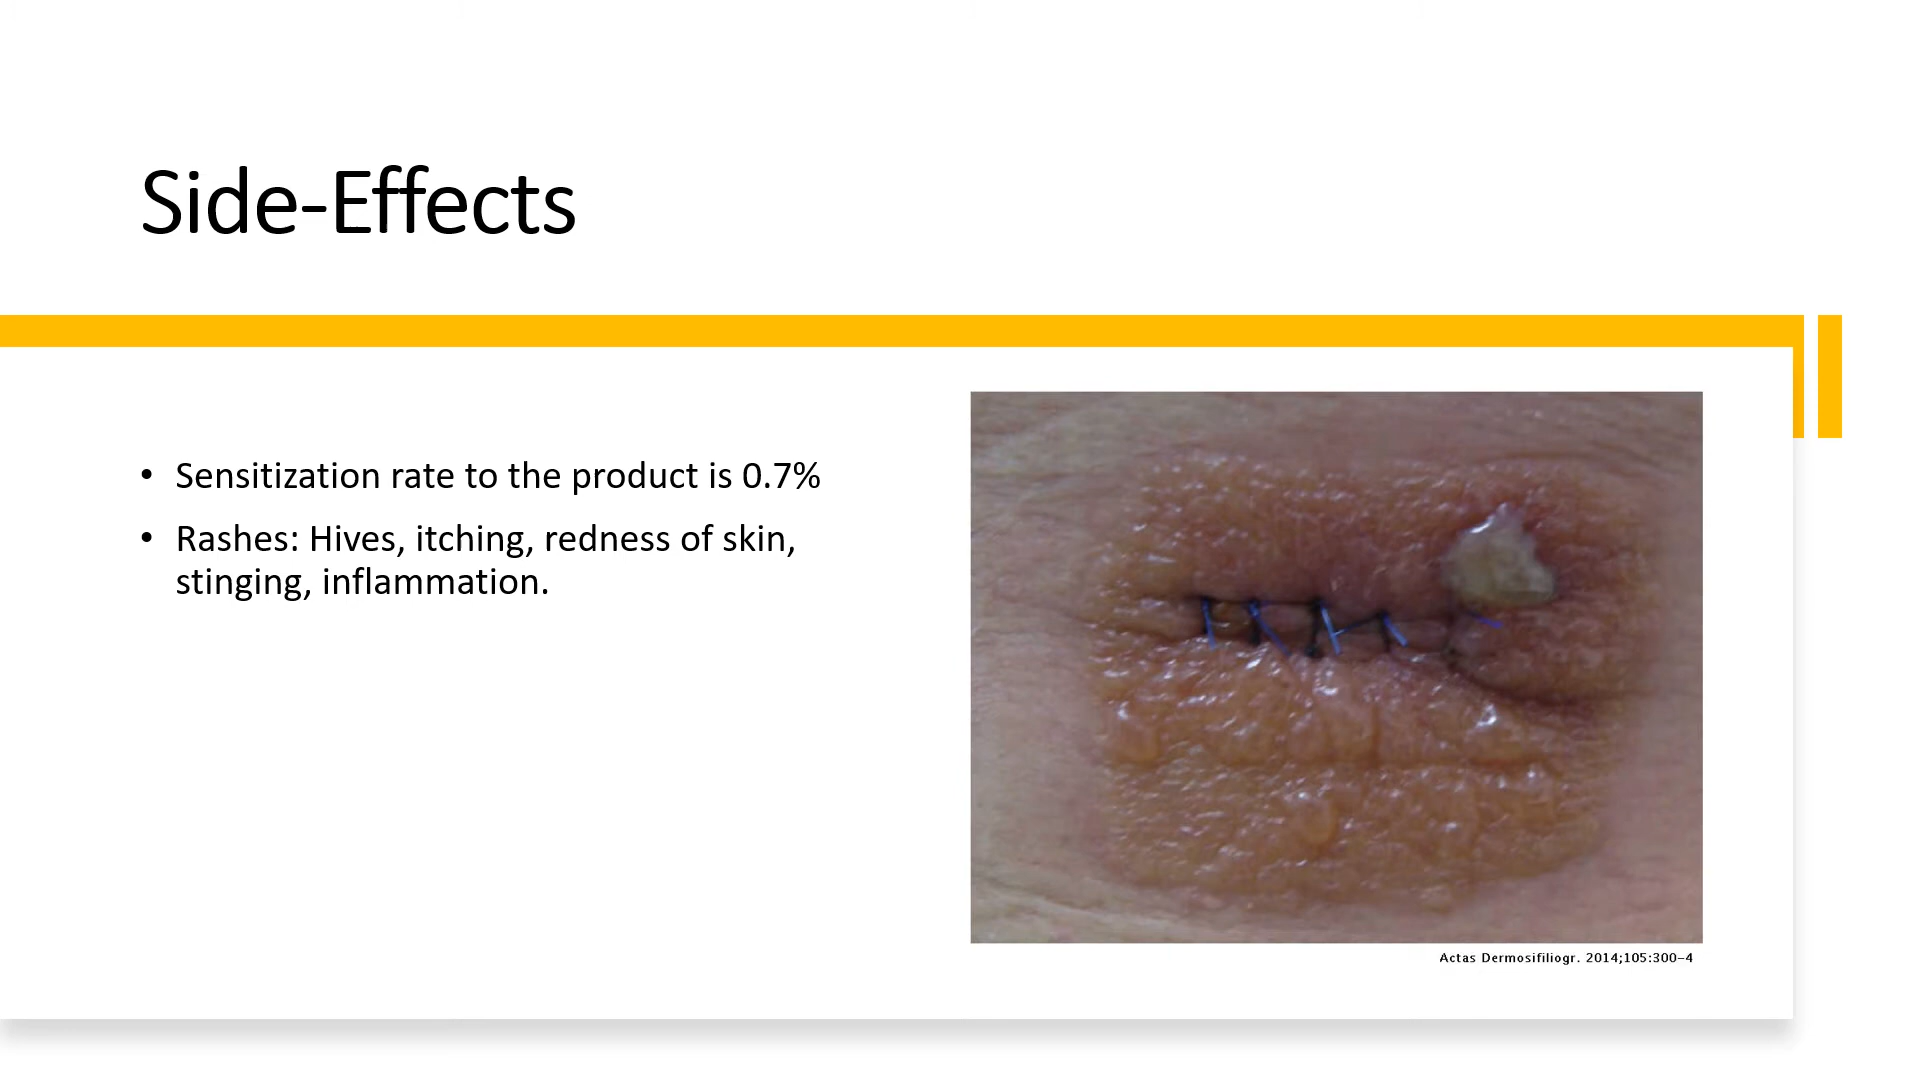 Side-Effects
• Sensitization rate to the product is 0.7%
• Rashes: Hives, itching, redness of skin,
stinging, inflammation.
Actas Dermosifiliogr. 2014;105:300–4